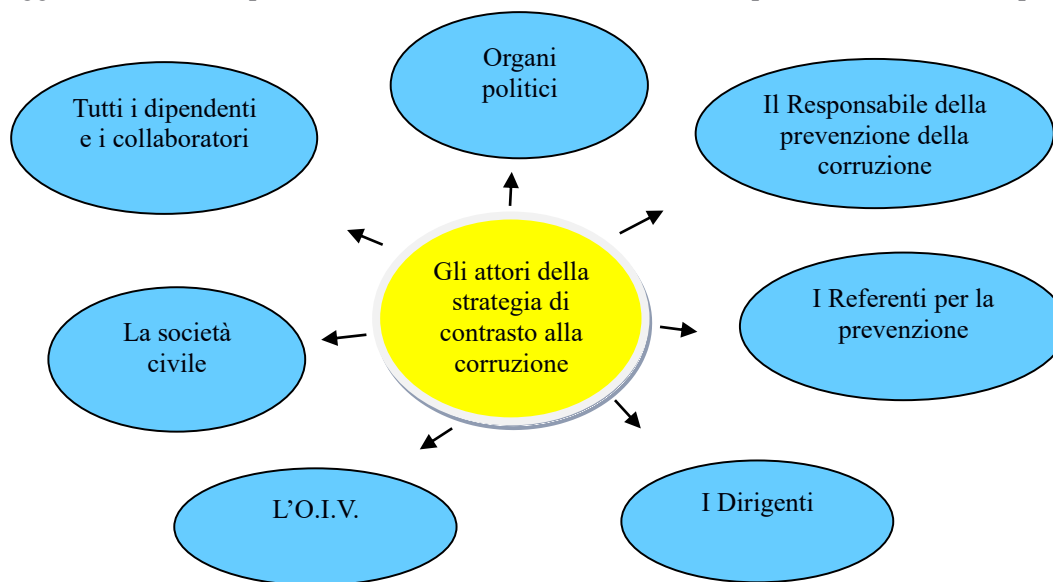 Organi
politici
Tutti i dipendenti
e i collaboratori
Il Responsabile della
prevenzione della
corruzione
Gli attori della
strategia di
contrasto alla
corruzione
I Referenti per la
prevenzione
La società
civile
L’O.I.V.
I Dirigenti